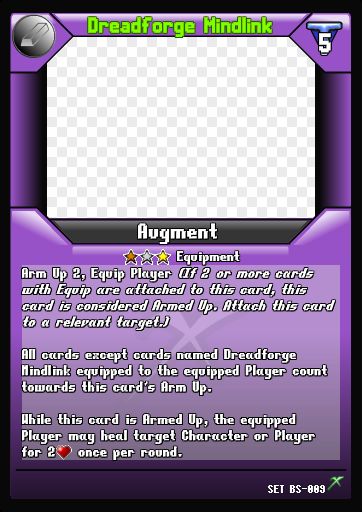 Dreadforge Mindlink
5
Augment
Equipment
Arm Up 2, Equip Player (If 2 or more cards
with Equip are attached to this card, this
card is considered Armed Up. Attach this card
to a relevant target.)
All cards except cards named Dreadforge
Mindlink equipped to the equipped Player count
towards this card's Arm Up.
While this card is Armed Up, the equipped
Player may heal target Character or Player
for 2 once per round.
SET BS-009